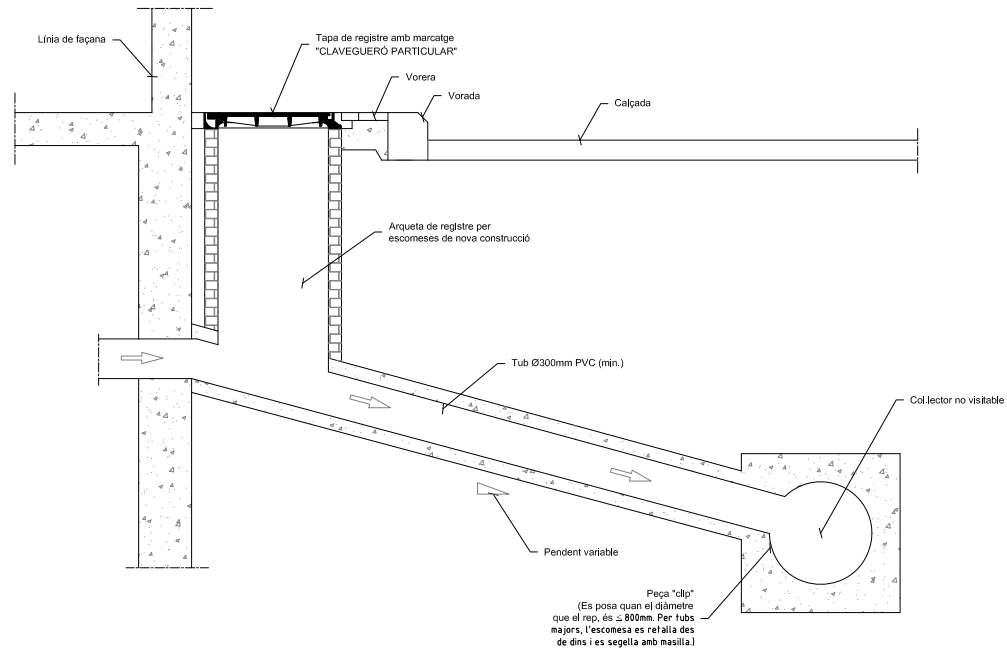 Línia de façana
Tapa de registre amb marcatge
"CLAVEGUERÓ PARTICULAR"
Vorera
Vorada
Calçada
Arqueta de registre per
escomeses de nova construcció
Tub Ø300mm PVC (min.)
Col.lector no visitable
Pendent variable
Peça "clip"
(Es posa quan el diàmetre
que el rep, és ≤ 800mm. Per tubs
majors, l'escomesa es retalla des
de dins i es segella amb masilla.)